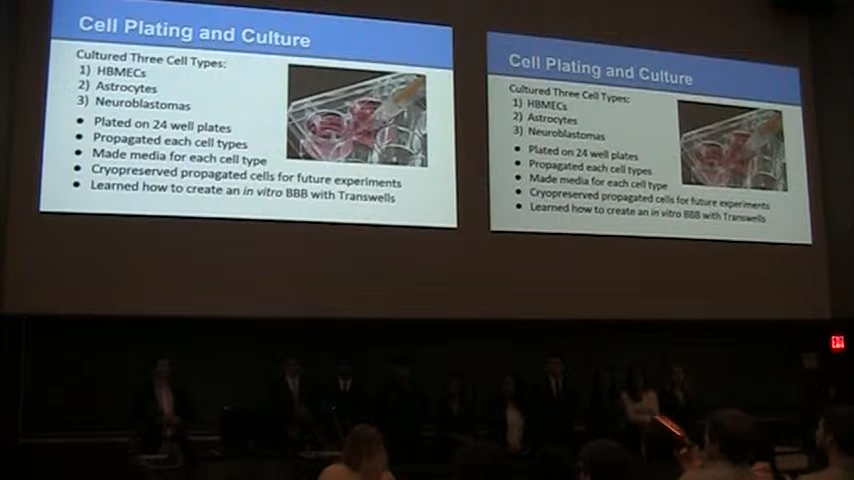 Cell Plating and Culture
Cultured Three Cell Types:
1) HBMECs
2) Astrocytes
3) Neuroblastomas
• Plated on 24 well plates
• Propagated each cell types
• Made media for each cell type
• Cryopreserved propagated cells for future experiments
• Learned how to create an in vitro BBB with Transwells
Cell Plating and Culture
Cultured Three Cell Types:
1) HBMECs
2) Astrocytes
3) Neuroblastomas
• Plated on 24 well plates
• Propagated each cell types
• Made media for each cell type
• Cryopreserved propagated cells for future experiments
• Learned how to create an in vitro BBB with Transwells